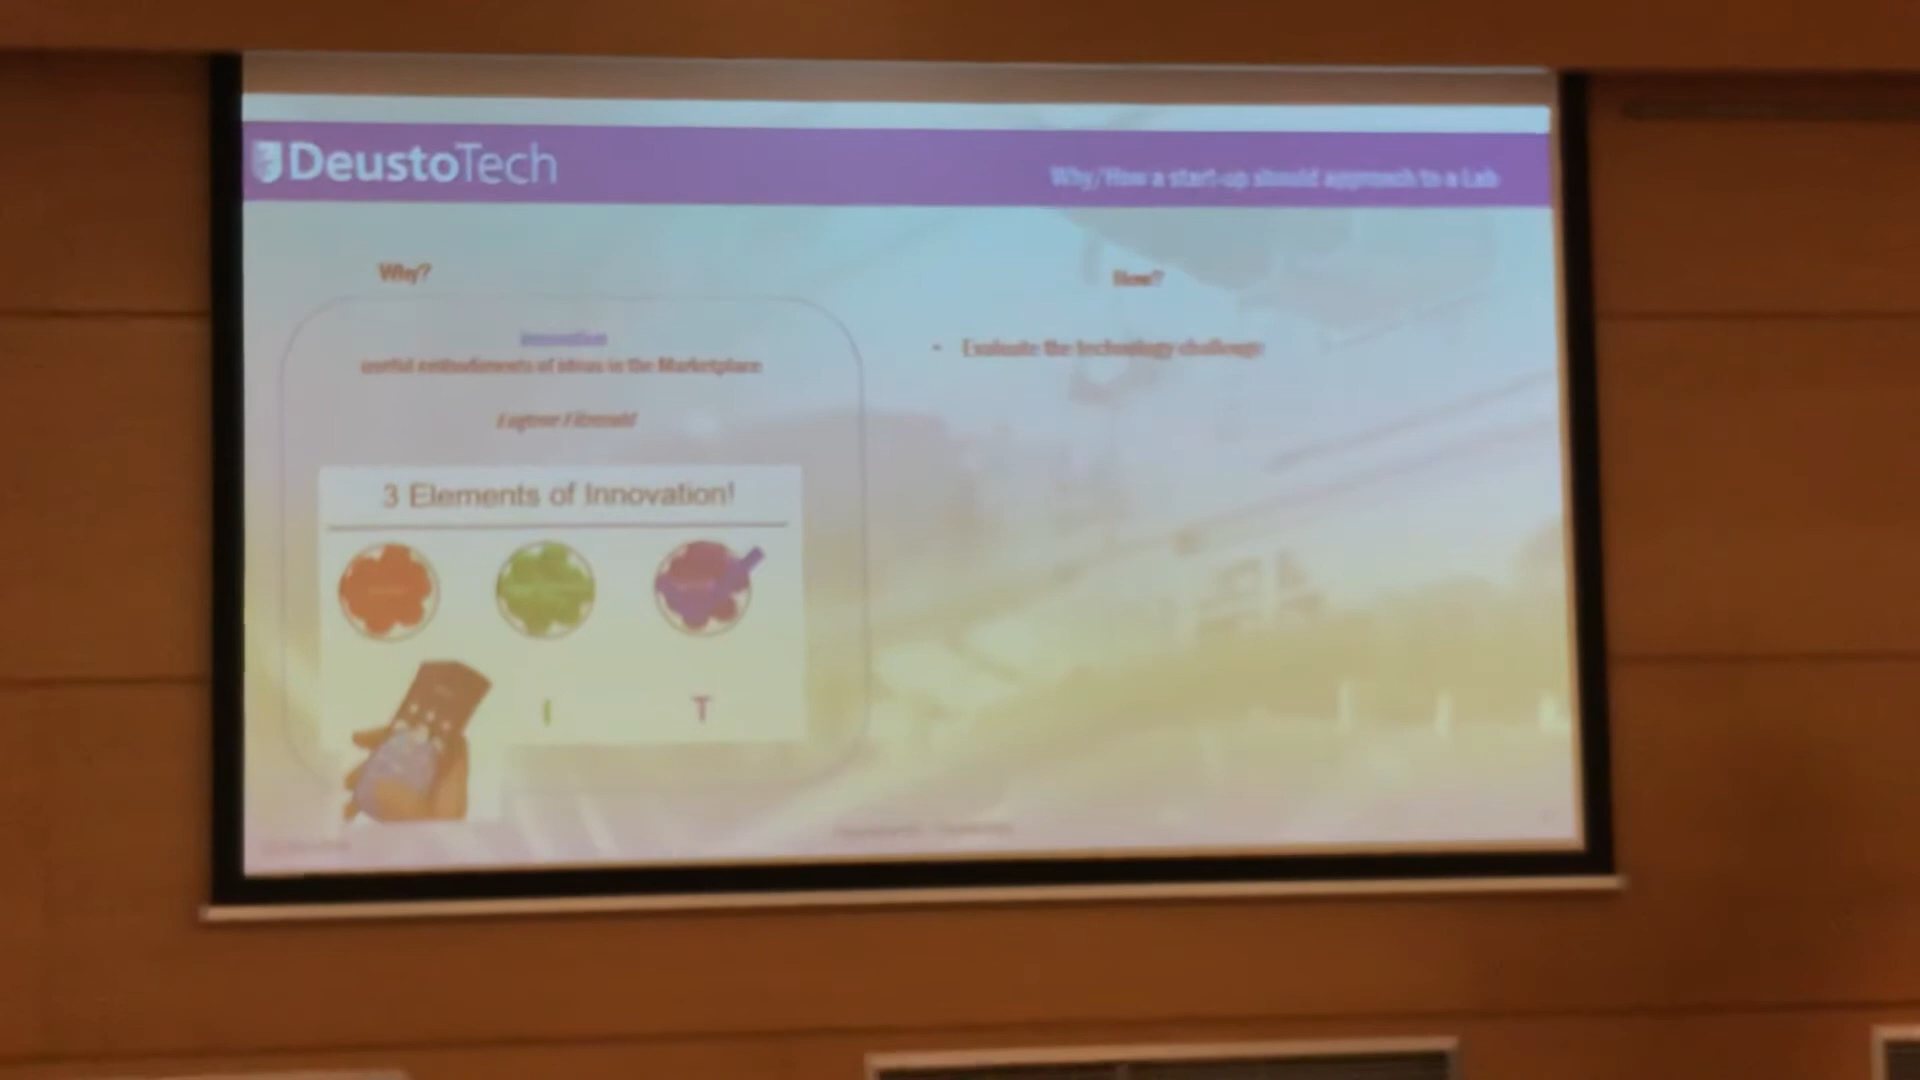 DeustoTech
Why/How a start-up should approach to a Lab
Why?
Innovation
useful embodiments of ideas in the Marketplace
3 Elements of Innovation!
I
T
How?
• Evaluate the technology challenge